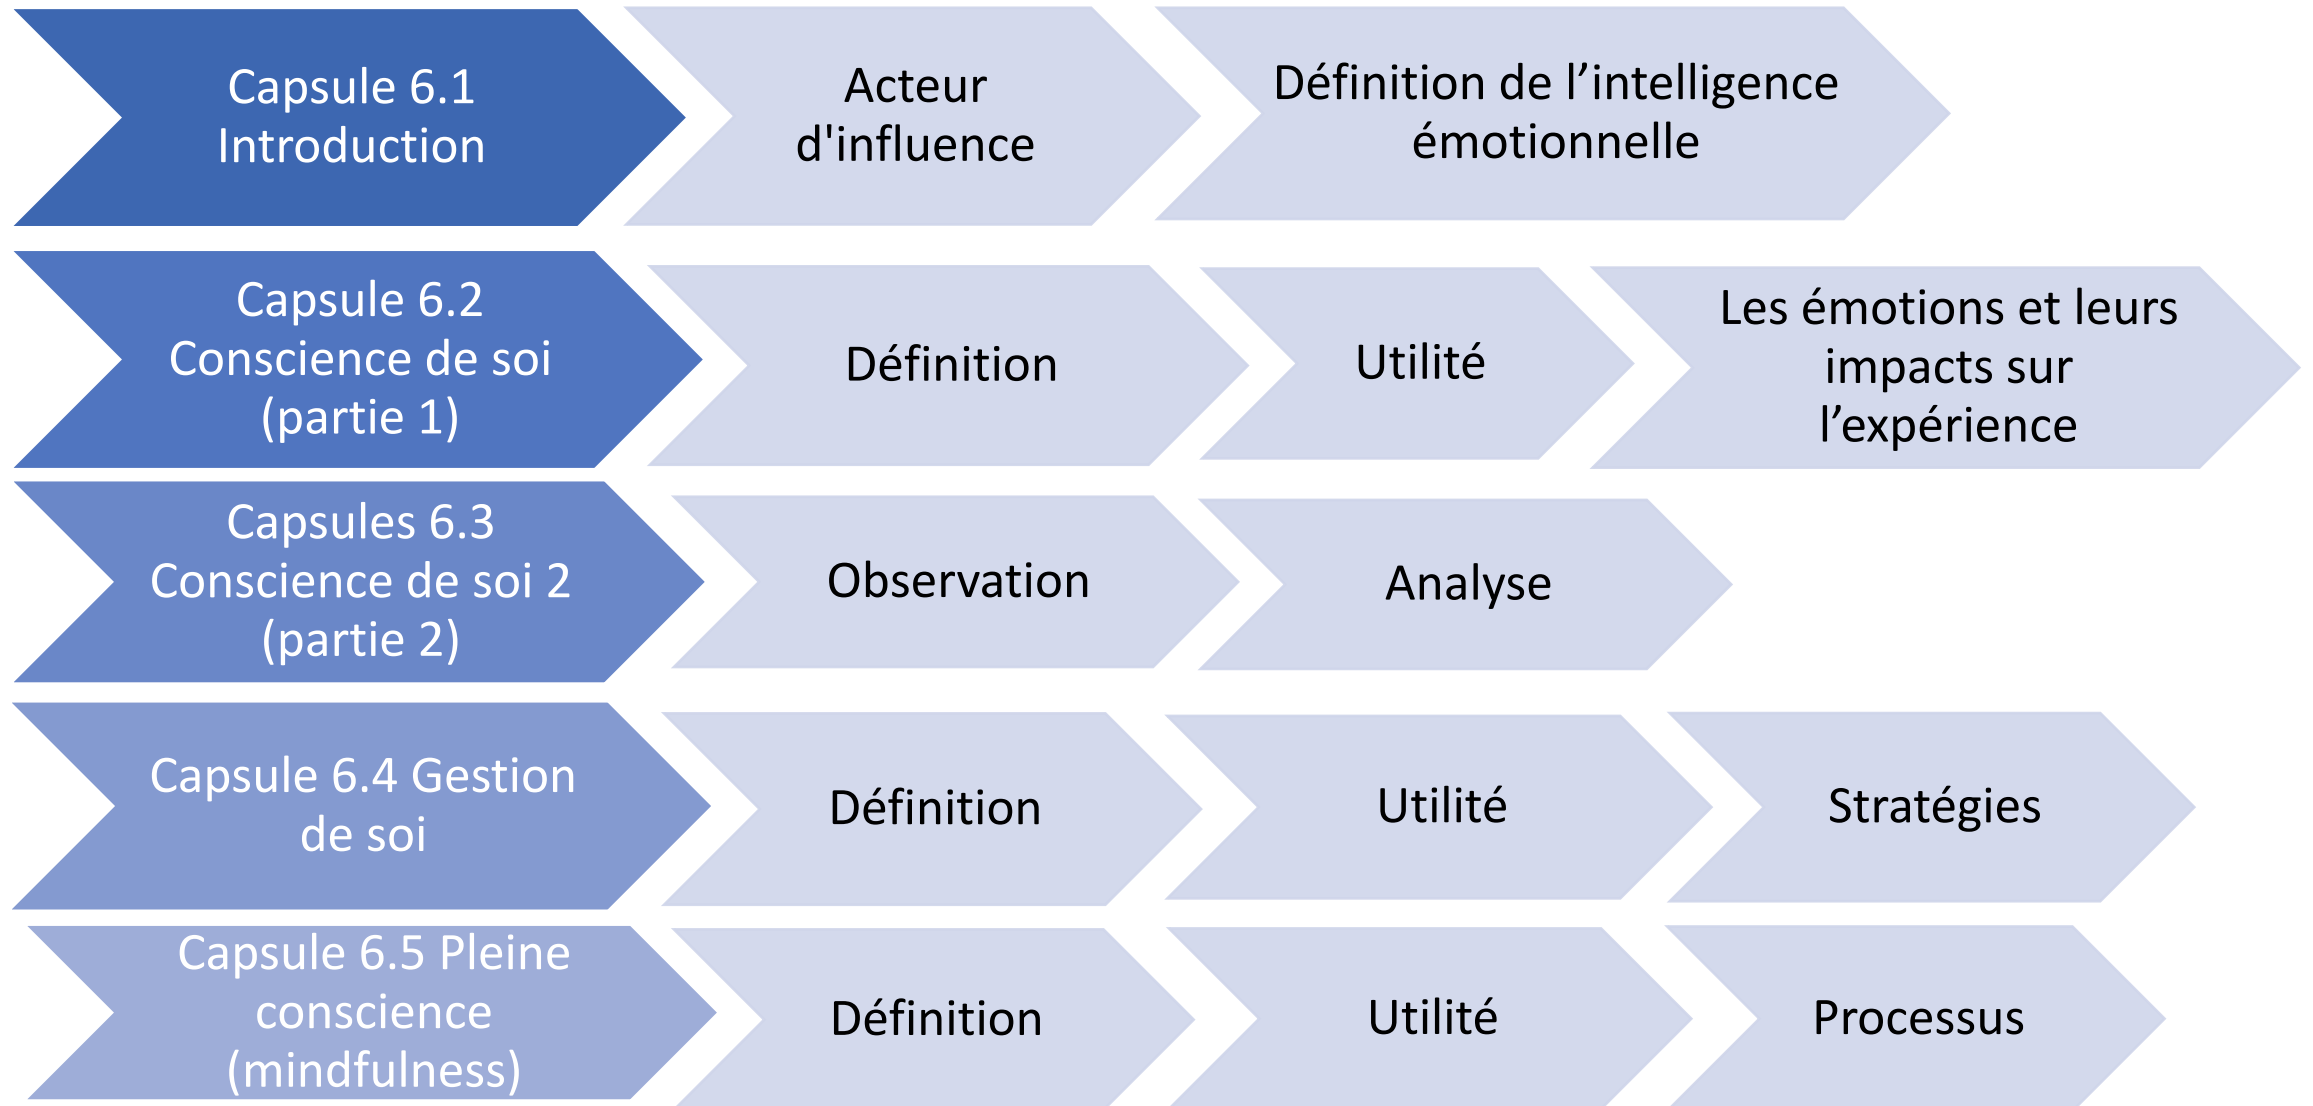 Capsule 6.1
Introduction
Acteur
d'influence
Définition de l’intelligence
émotionnelle
Capsule 6.2
Conscience de soi
(partie 1)
Définition
Utilité
Les émotions et leurs
impacts sur
l’expérience
Capsules 6.3
Conscience de soi 2
(partie 2)
Observation
Analyse
Capsule 6.4 Gestion
de soi
Définition
Utilité
Stratégies
Capsule 6.5 Pleine
conscience
(mindfulness)
Définition
Utilité
Processus